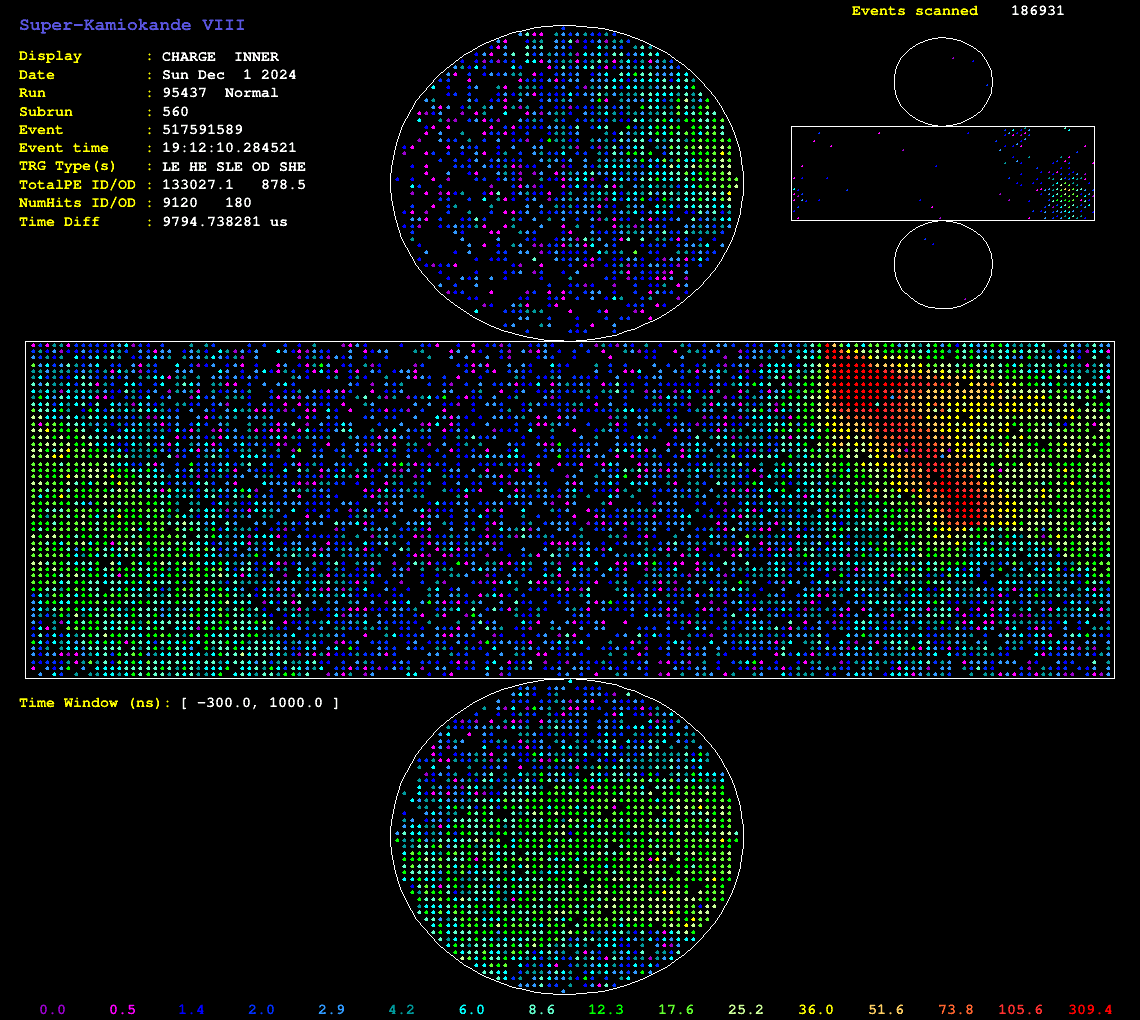 Super-Kamiokande VIII
Events scanned 186931
Display : CHARGE INNER
Date : Sun Dec 1 2024
Run : 95437 Normal
Subrun : 560
Event : 517591589
Event time : 19:12:10.284521
TRG Type(s) : LE HE SLE OD SHE
TotalPE ID/OD : 133027.1 878.5
NumHits ID/OD : 9120 180
Time Diff : 9794.738281 us
Time Window (ns): [ -300.0, 1000.0 ]
0.0 0.5 1.4 2.0 2.9 4.2 6.0 8.6 12.3 17.6 25.2 36.0 51.6 73.8 105.6 309.4